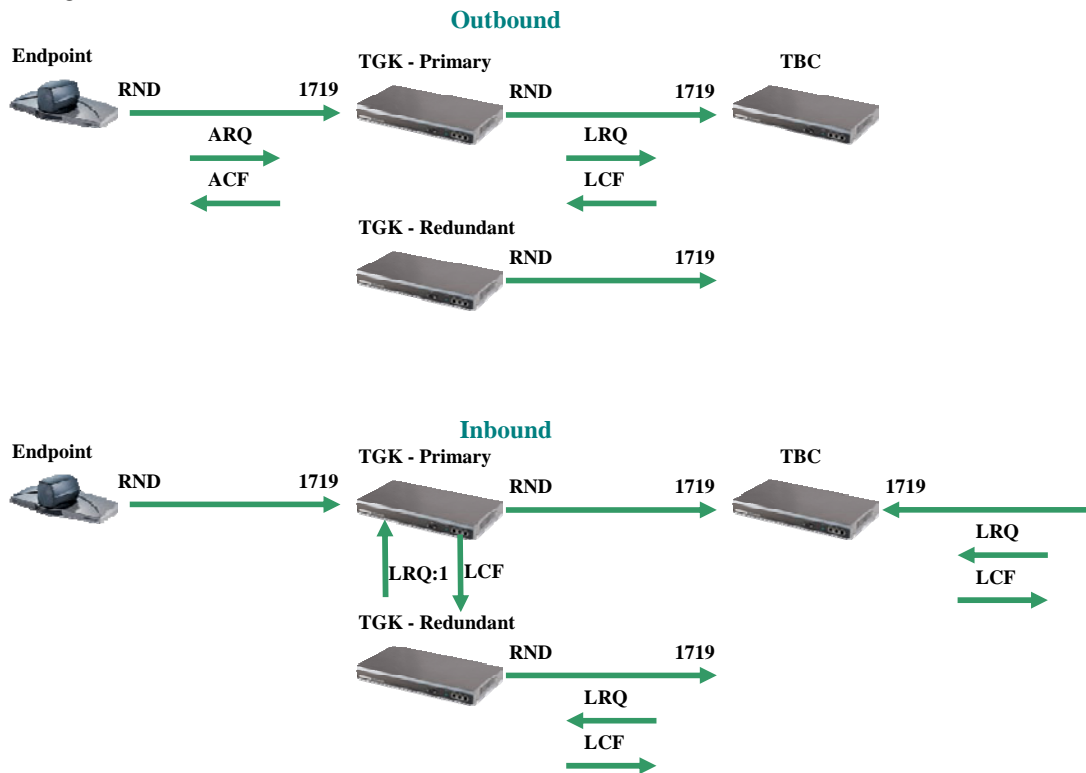 Outbound
Endpoint
TGK - Primary
TBC
RND 1719
RND 1719
ARQ
LRQ
ACF
LCF
TGK - Redundant
RND 1719
Inbound
Endpoint
TGK - Primary
TBC
RND 1719
RND 1719
1719
LRQ
LRQ:1 LCF
LCF
TGK - Redundant
RND 1719
LRQ
LCF